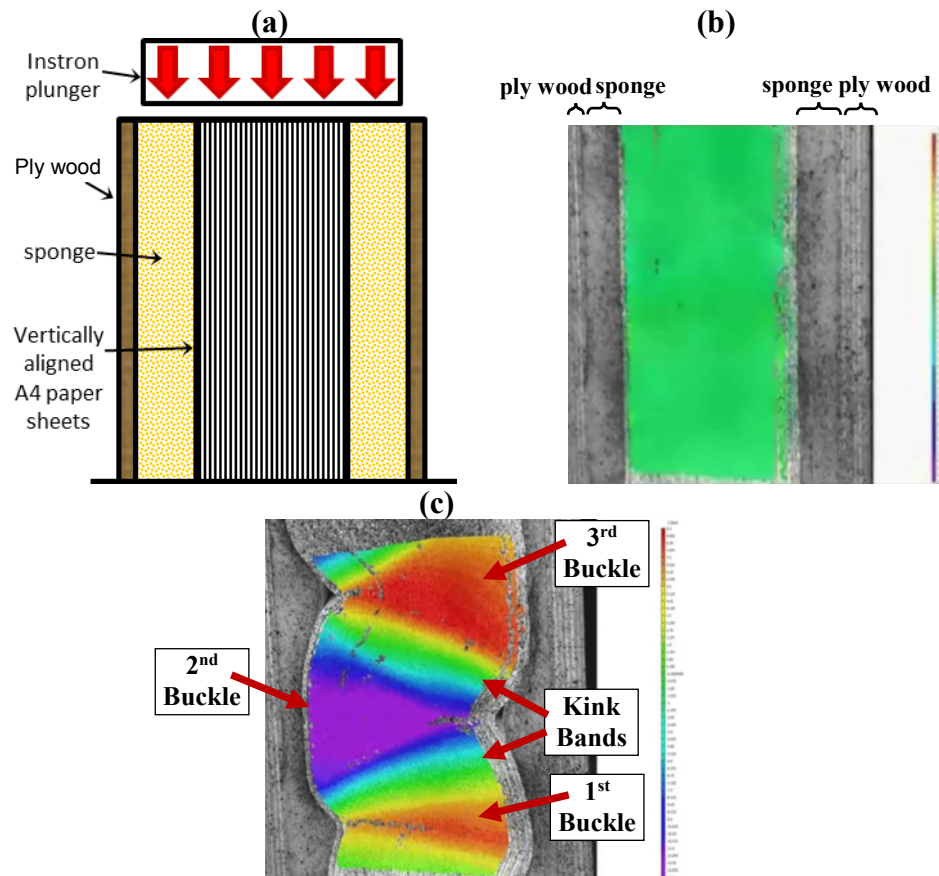 (a)
Instron
plunger
Ply wood
sponge
Vertically
aligned
A4 paper
sheets
(b)
ply wood sponge
sponge ply wood
(c)
3rd
Buckle
2nd
Buckle
Kink
Bands
1st
Buckle